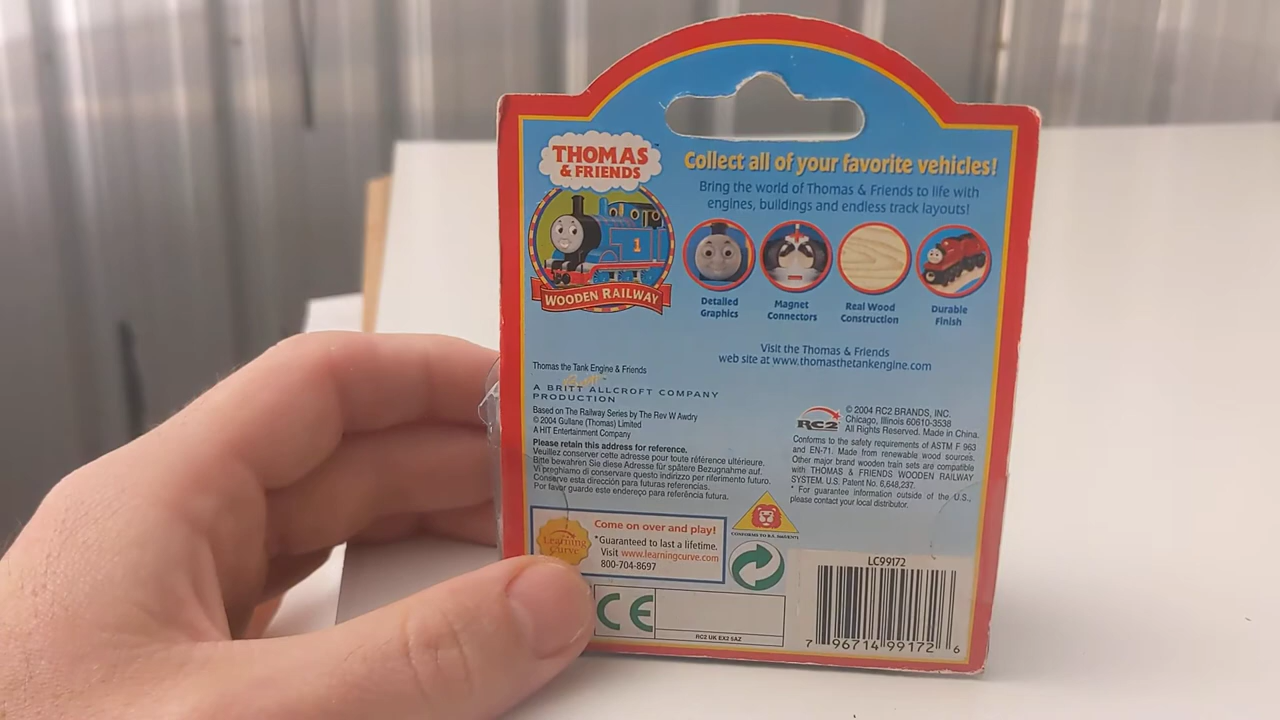 THOMAS
& FRIENDS
1
WOODEN RAILWAY
Collect all of your favorite vehicles!
Bring the world of Thomas & Friends to life with
engines, buildings and endless track layouts!
Detailed
Graphics
Magnet
Connectors
Real Wood
Construction
Durable
Finish
Visit the Thomas & Friends
web site at www.thomasthetankengine.com
Thomas the Tank Engine & Friends
A BRITT ALLCROFT COMPANY
PRODUCTION
Based on The Railway Series by The Rev W Awdry
© 2004 Gullane (Thomas) Limited
A HIT Entertainment Company
Please retain this address for reference.
Veuillez conserver cette adresse pour toute référence ultérieure.
Bitte bewahren Sie diese Adresse für spätere Bezugnahme auf.
Vi preghiamo di conservare questo indirizzo per riferimento futuro.
Conserve esta dirección para futuras referencias.
Por favor guarde este endereço para referência futura.
RC2
© 2004 RC2 BRANDS, INC.
Chicago, Illinois 60610-3538
All Rights Reserved. Made in China.
Conforms to the safety requirements of ASTM F 963
and EN-71. Made from renewable wood sources.
Other major brand wooden train sets are compatible
with THOMAS & FRIENDS WOODEN RAILWAY
SYSTEM. U.S. Patent No. 6,648,237.
* For guarantee information outside of the U.S.,
please contact your local distributor.
Learning
Curve
Come on over and play!
*Guaranteed to last a lifetime.
Visit www.learningcurve.com
800-704-8697
CE
RC2 UK EX2 5AZ
LC99172
7 96714 99172 6